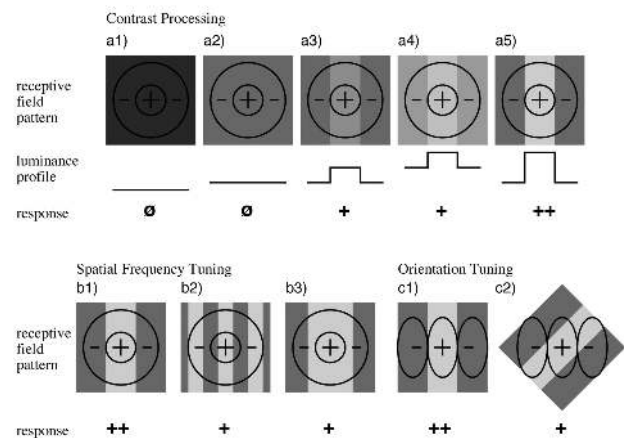 Contrast Processing
a1) a2) a3) a4) a5)
receptive
field
pattern
- + - - + - - + - - + - - + -
luminance
profile
response ø ø + + ++
Spatial Frequency Tuning Orientation Tuning
b1) b2) b3) c1) c2)
receptive
field
pattern
- + - - + - - + - - + - - + -
response ++ + + ++ +